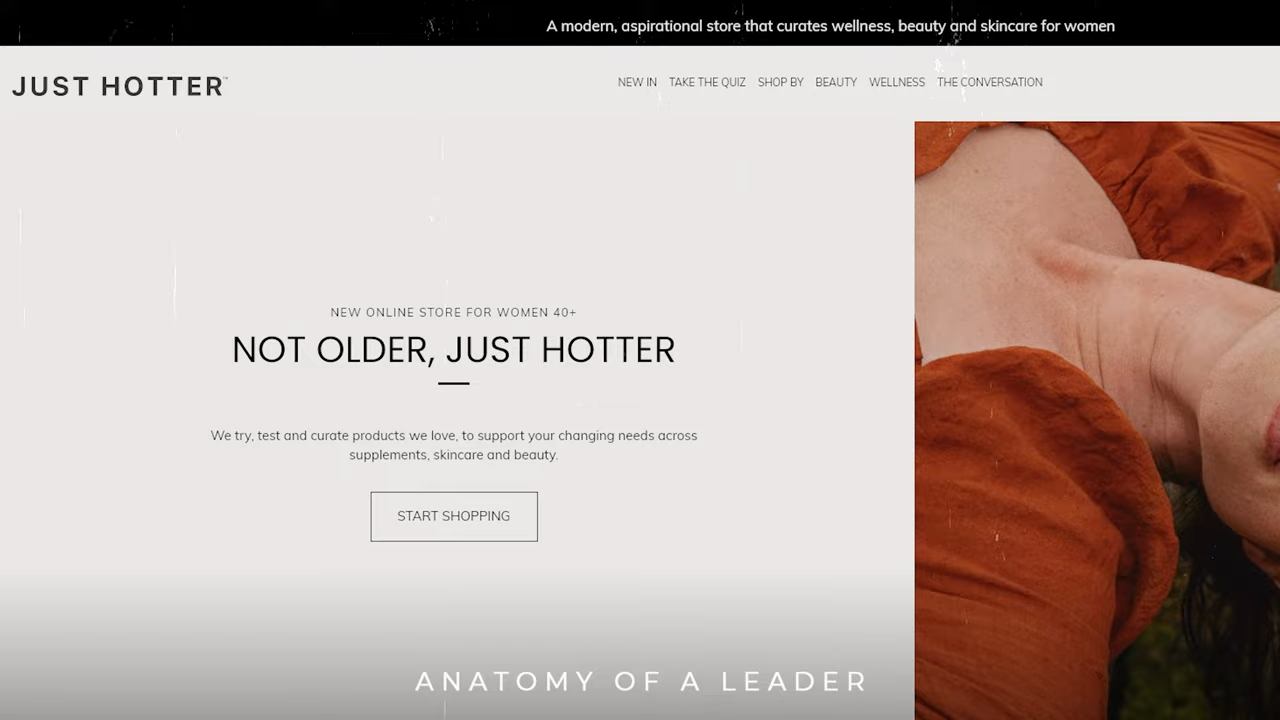 A modern, aspirational store that curates wellness, beauty and skincare for women
JUST HOTTER™
NEW IN TAKE THE QUIZ SHOP BY BEAUTY WELLNESS THE CONVERSATION
NEW ONLINE STORE FOR WOMEN 40+
NOT OLDER, JUST HOTTER
We try, test and curate products we love, to support your changing needs across
supplements, skincare and beauty.
START SHOPPING
ANATOMY OF A LEADER